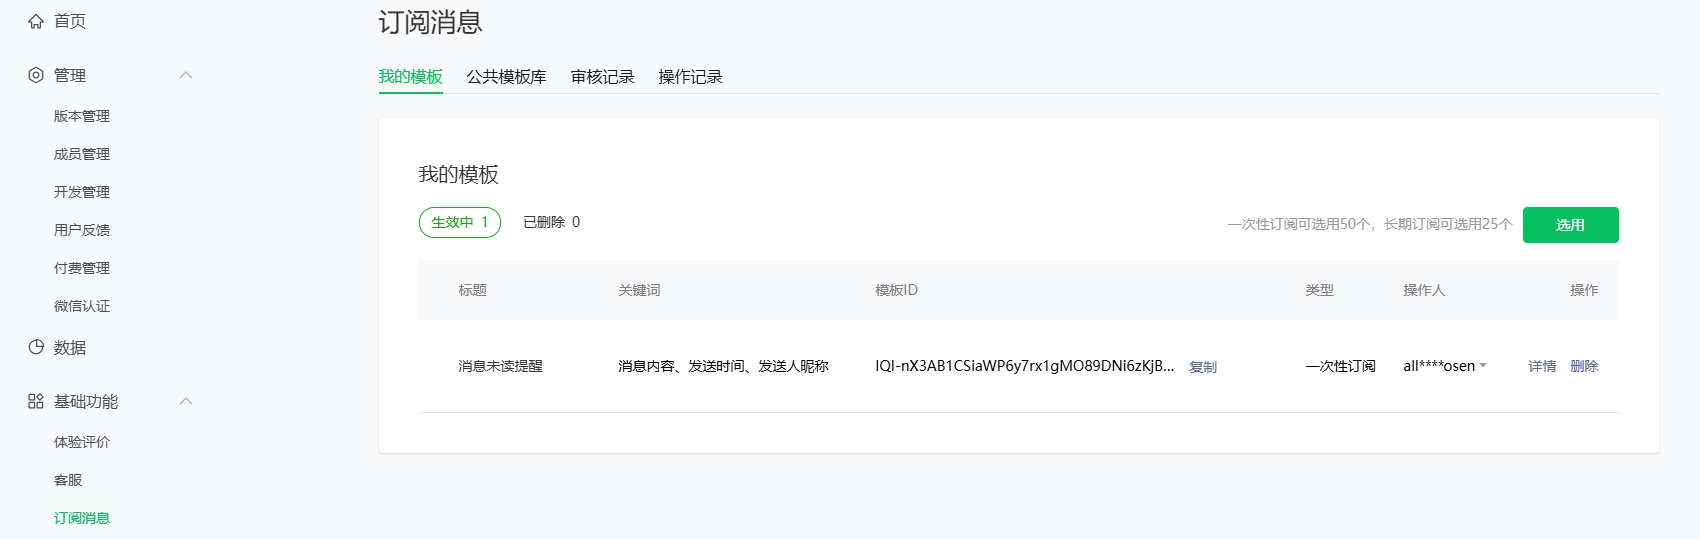 首页
管理
版本管理
成员管理
开发管理
用户反馈
付费管理
微信认证
数据
基础功能
体验评价
客服
订阅消息
订阅消息
我的模板 公共模板库 审核记录 操作记录
我的模板
生效中 1 已删除 0 一次性订阅可选用50个，长期订阅可选用25个 选用
标题 关键词 模板ID 类型 操作人 操作
消息未读提醒 消息内容、发送时间、发送人昵称 IQI-nX3AB1CSiaWP6y7rx1gMO89DNi6zKjB... 复制 一次性订阅 all****osen 详情 删除